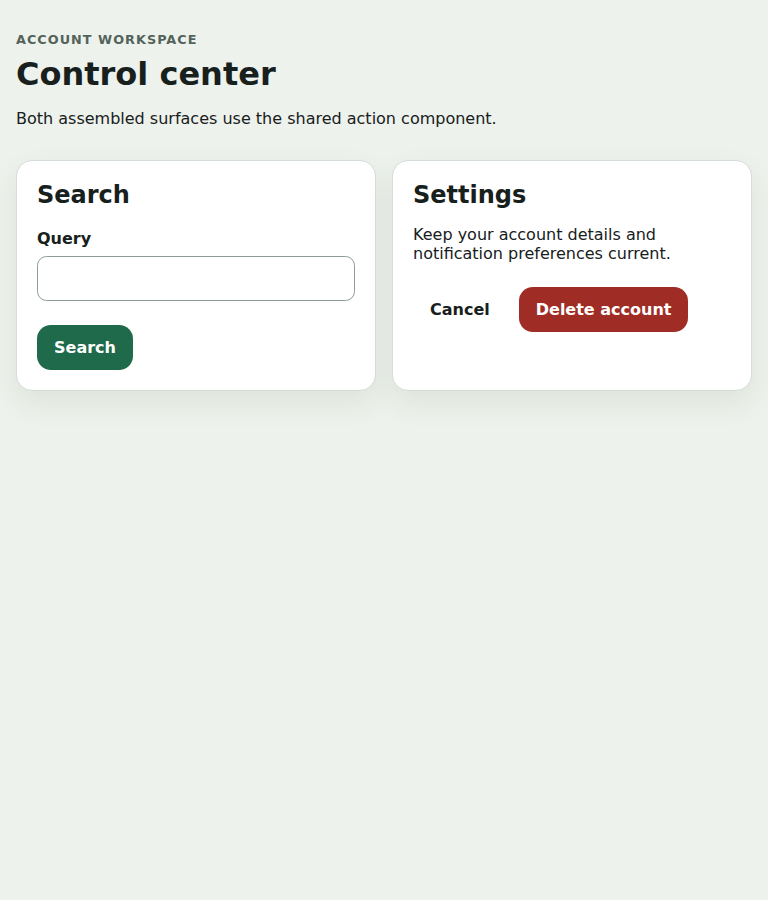 ACCOUNT WORKSPACE
Control center
Both assembled surfaces use the shared action component.
Search
Query
Search
Settings
Keep your account details and
notification preferences current.
Cancel
Delete account